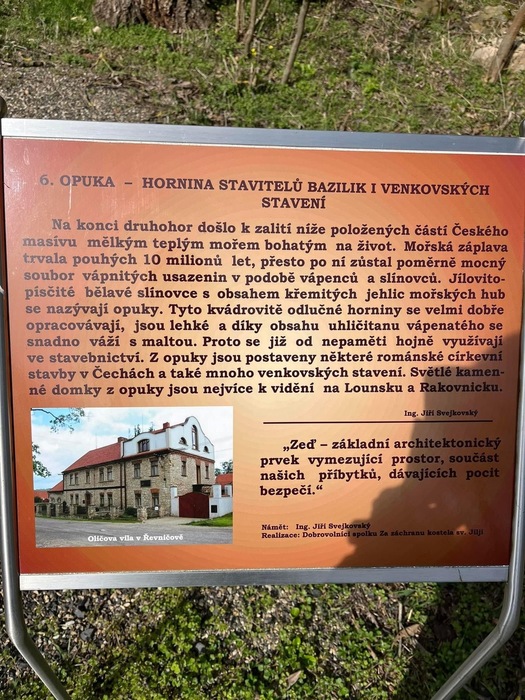 6. OPUKA – HORNINA STAVITELŮ BAZILIK I VENKOVSKÝCH
STAVENÍ
Na konci druhohor došlo k zalití níže položených částí Českého
masivu mělkým teplým mořem bohatým na život. Mořská záplava
trvala pouhých 10 milionů let, přesto po ní zůstal poměrně mocný
soubor vápnitých usazenin v podobě vápenců a slínovců. Jílovito-
písčité bělavé slínovce s obsahem křemitých jehlic mořských hub
se nazývají opuky. Tyto kvádrovitě odlučné horniny se velmi dobře
opracovávají, jsou lehké a díky obsahu uhličitanu vápenatého se
snadno váží s maltou. Proto se již od nepaměti hojně využívají
ve stavebnictví. Z opuky jsou postaveny některé románské církevní
stavby v Čechách a také mnoho venkovských stavení. Světlé kamen-
né domky z opuky jsou nejvíce k vidění na Lounsku a Rakovnicku.
Ing. Jiří Svejkovský
„Zeď – základní architektonický
prvek vymezující prostor, součást
našich příbytků, dávajících pocit
bezpečí.“
Námět: Ing. Jiří Svejkovský
Realizace: Dobrovolníci spolku Za záchranu kostela sv. Jiljí
Oličova vila v Řevničově